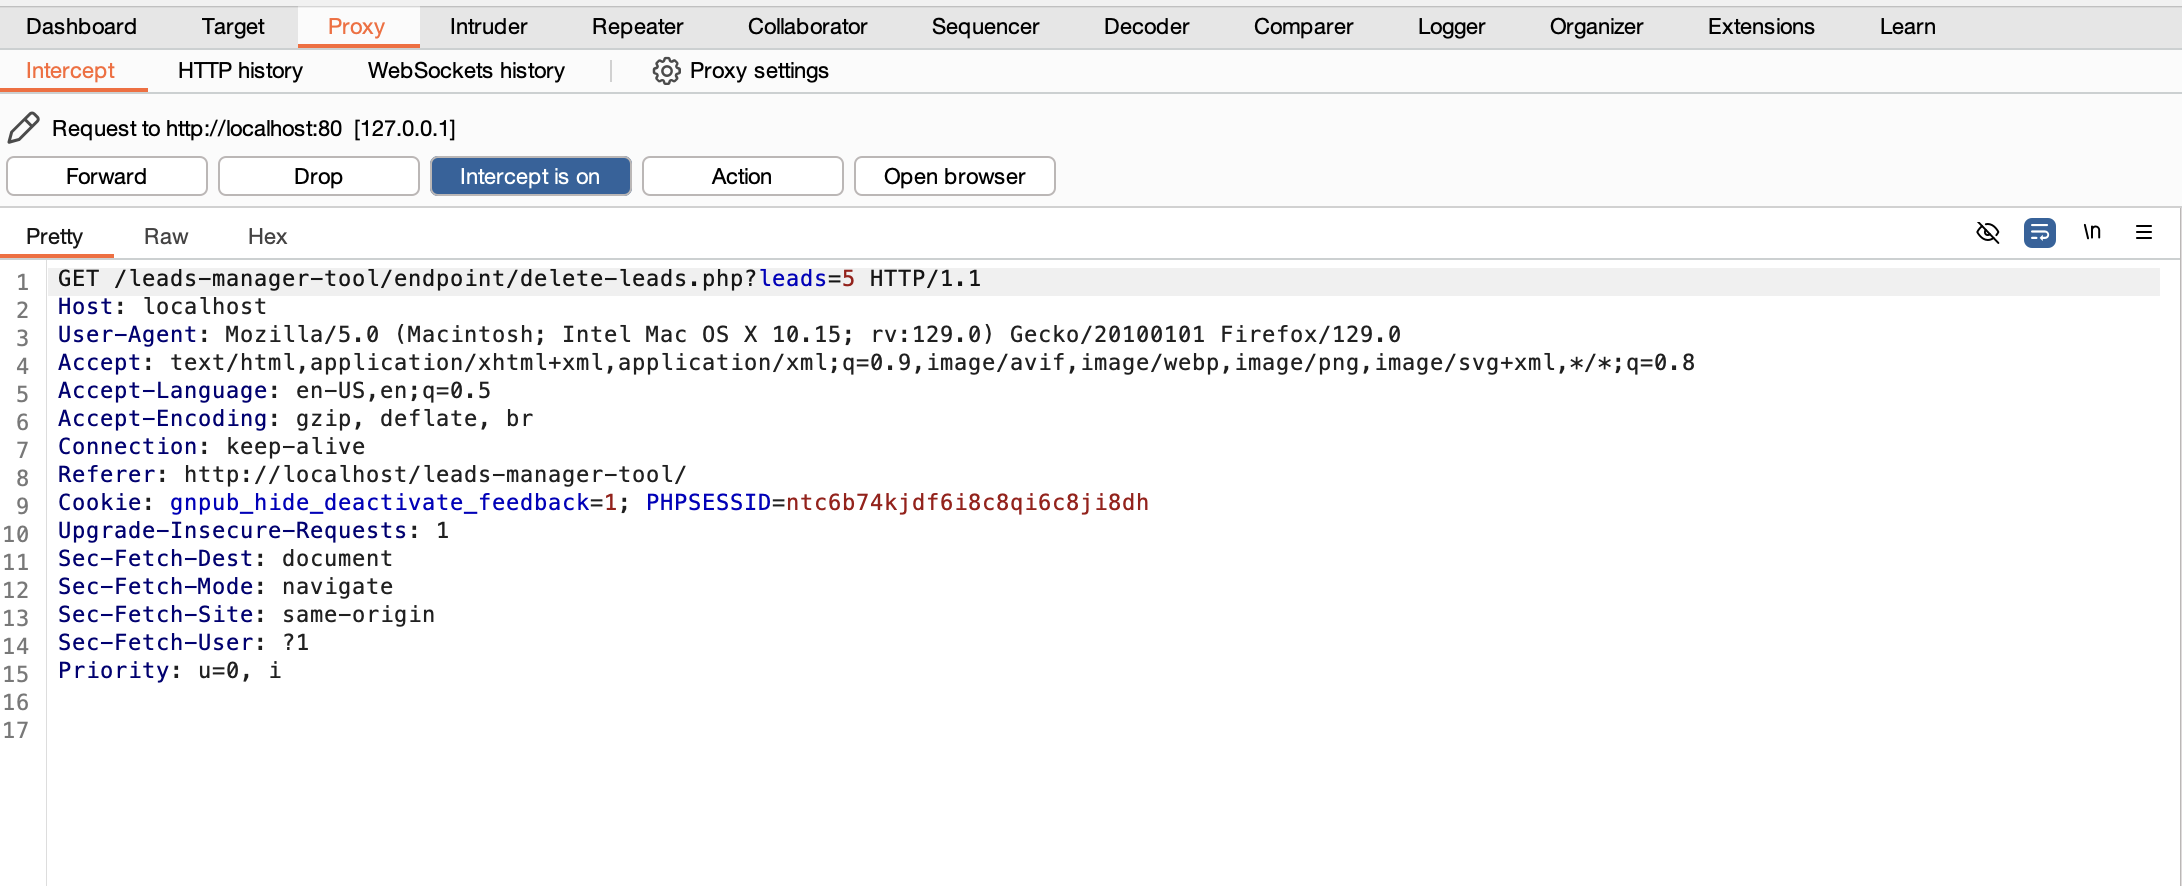 Dashboard Target Proxy Intruder Repeater Collaborator Sequencer Decoder Comparer Logger Organizer Extensions Learn
Intercept HTTP history WebSockets history Proxy settings
Request to http://localhost:80 [127.0.0.1]
Forward Drop Intercept is on Action Open browser
Pretty Raw Hex \n
1 GET /leads-manager-tool/endpoint/delete-leads.php?leads=5 HTTP/1.1
2 Host: localhost
3 User-Agent: Mozilla/5.0 (Macintosh; Intel Mac OS X 10.15; rv:129.0) Gecko/20100101 Firefox/129.0
4 Accept: text/html,application/xhtml+xml,application/xml;q=0.9,image/avif,image/webp,image/png,image/svg+xml,*/*;q=0.8
5 Accept-Language: en-US,en;q=0.5
6 Accept-Encoding: gzip, deflate, br
7 Connection: keep-alive
8 Referer: http://localhost/leads-manager-tool/
9 Cookie: gnpub_hide_deactivate_feedback=1; PHPSESSID=ntc6b74kjdf6i8c8qi6c8ji8dh
10 Upgrade-Insecure-Requests: 1
11 Sec-Fetch-Dest: document
12 Sec-Fetch-Mode: navigate
13 Sec-Fetch-Site: same-origin
14 Sec-Fetch-User: ?1
15 Priority: u=0, i
16
17